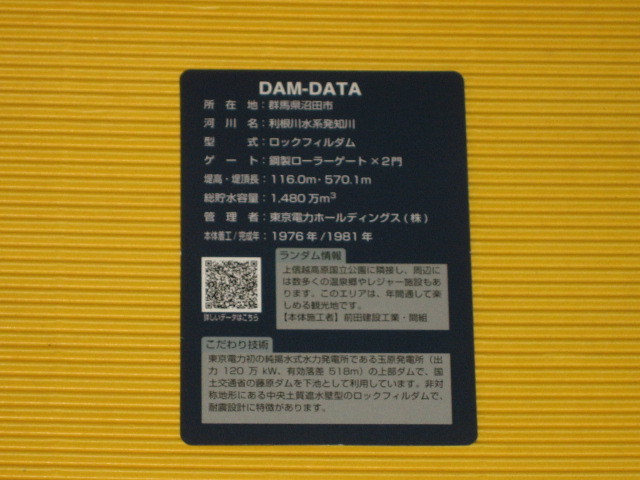 DAM-DATA
所在地：群馬県沼田市
河川名：利根川水系発知川
型式：ロックフィルダム
ゲート：鋼製ローラーゲート×2門
堤高・堤頂長：116.0m・570.1m
総貯水容量：1,480万m³
管理者：東京電力ホールディングス(株)
本体着工/完成年：1976年/1981年
ランダム情報
上信越高原国立公園に隣接し、周辺に
は数多くの温泉郷やレジャー施設もあ
ります。このエリアは、年間通して楽
しめる観光地です。
【本体施工者】前田建設工業・間組
詳しいデータはこちら
こだわり技術
東京電力初の純揚水式水力発電所である玉原発電所（出
力120万kW、有効落差518m）の上部ダムで、国
土交通省の藤原ダムを下池として利用しています。非対
称地形にある中央土質遮水壁型のロックフィルダムで、
耐震設計に特徴があります。